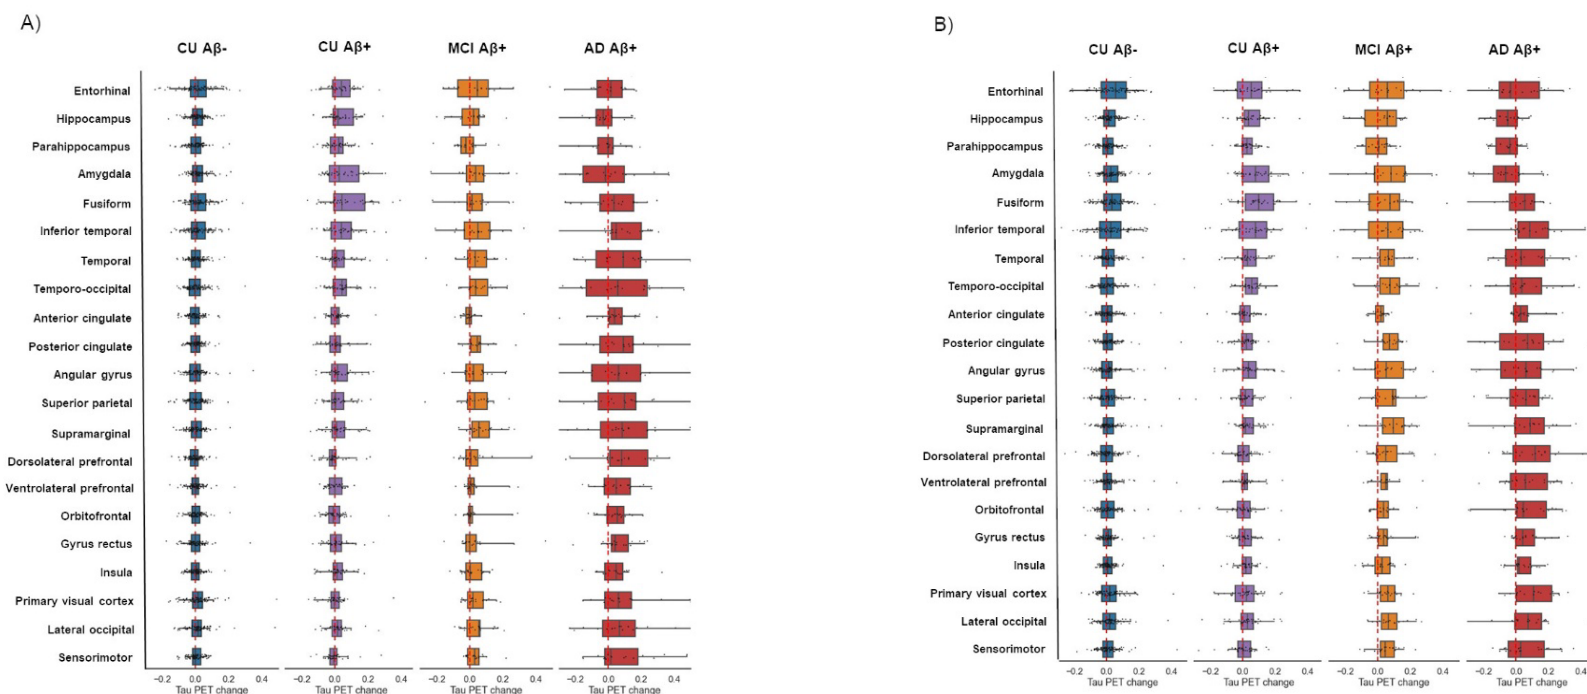 A)
CU Aβ- CU Aβ+ MCI Aβ+ AD Aβ+
Entorhinal
Hippocampus
Parahippocampus
Amygdala
Fusiform
Inferior temporal
Temporal
Temporo-occipital
Anterior cingulate
Posterior cingulate
Angular gyrus
Superior parietal
Supramarginal
Dorsolateral prefrontal
Ventrolateral prefrontal
Orbitofrontal
Gyrus rectus
Insula
Primary visual cortex
Lateral occipital
Sensorimotor
−0.2 0.0 0.2 0.4 −0.2 0.0 0.2 0.4 −0.2 0.0 0.2 0.4 −0.2 0.0 0.2 0.4
Tau PET change Tau PET change Tau PET change Tau PET change
B)
CU Aβ- CU Aβ+ MCI Aβ+ AD Aβ+
Entorhinal
Hippocampus
Parahippocampus
Amygdala
Fusiform
Inferior temporal
Temporal
Temporo-occipital
Anterior cingulate
Posterior cingulate
Angular gyrus
Superior parietal
Supramarginal
Dorsolateral prefrontal
Ventrolateral prefrontal
Orbitofrontal
Gyrus rectus
Insula
Primary visual cortex
Lateral occipital
Sensorimotor
−0.2 0.0 0.2 0.4 −0.2 0.0 0.2 0.4 −0.2 0.0 0.2 0.4 −0.2 0.0 0.2 0.4
Tau PET change Tau PET change Tau PET change Tau PET change